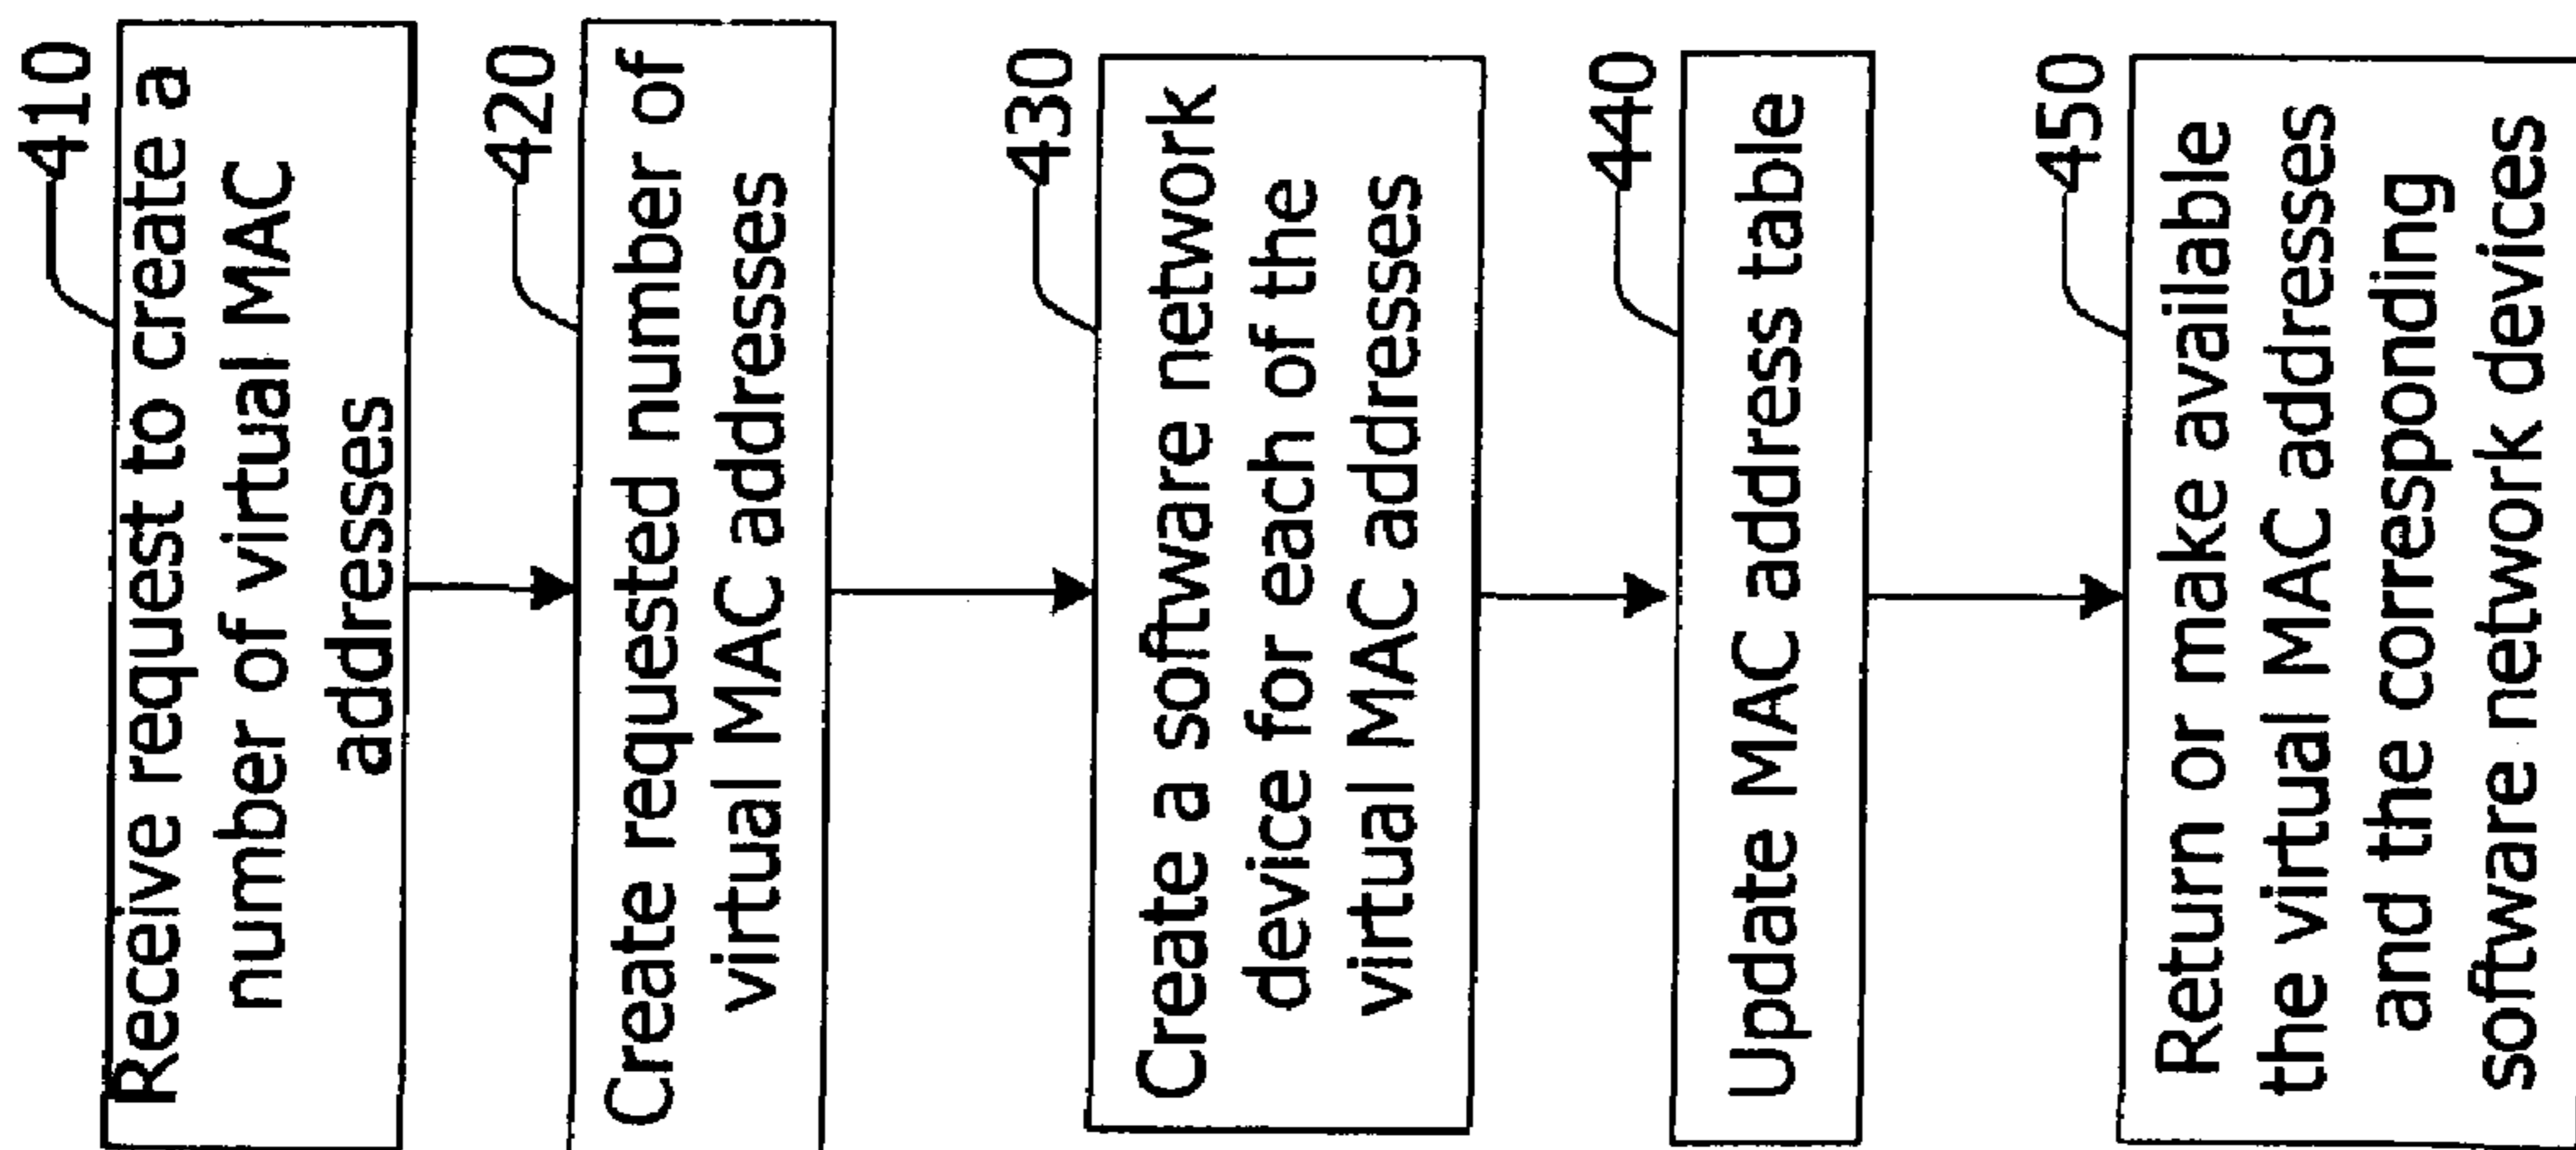 410
Receive request to create a
number of virtual MAC
addresses
420
Create requested number of
virtual MAC addresses
430
Create a software network
device for each of the
virtual MAC addresses
440
Update MAC address table
450
Return or make available
the virtual MAC addresses
and the corresponding
software network devices